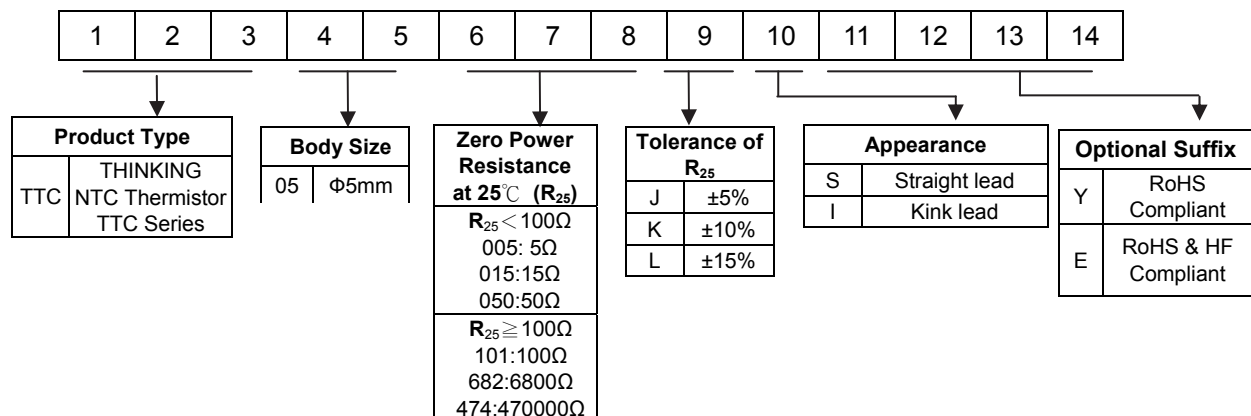 1 2 3 4 5 6 7 8 9 10 11 12 13 14
Product Type
TTC THINKING
NTC Thermistor
TTC Series
Body Size
05 Φ5mm
Zero Power
Resistance
at 25℃ (R25)
R25<100Ω
005: 5Ω
015:15Ω
050:50Ω
R25≧100Ω
101:100Ω
682:6800Ω
474:470000Ω
Tolerance of
R25
J ±5%
K ±10%
L ±15%
Appearance
S Straight lead
I Kink lead
Optional Suffix
Y RoHS
Compliant
E RoHS & HF
Compliant